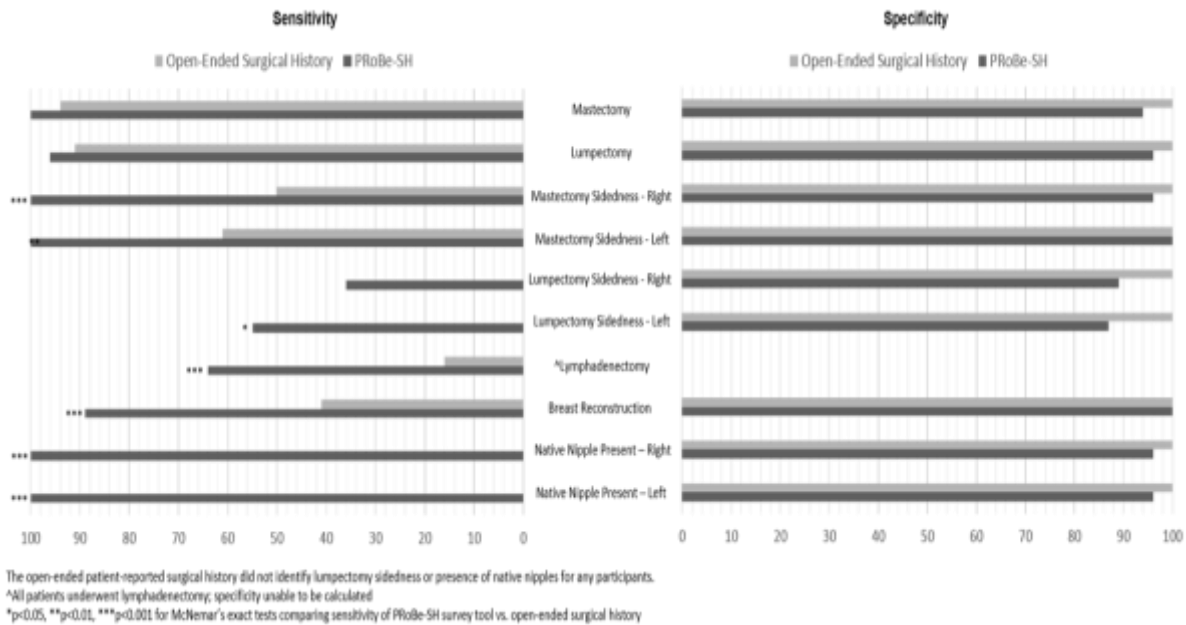 Sensitivity
Open-Ended Surgical History PRoBe-SH
Specificity
Open-Ended Surgical History PRoBe-SH
Mastectomy
Lumpectomy
*** Mastectomy Sidedness - Right
** Mastectomy Sidedness - Left
Lumpectomy Sidedness - Right
* Lumpectomy Sidedness - Left
*** ^Lymphadenectomy
*** Breast Reconstruction
*** Native Nipple Present – Right
*** Native Nipple Present – Left
100 90 80 70 60 50 40 30 20 10 0
0 10 20 30 40 50 60 70 80 90 100
The open-ended patient-reported surgical history did not identify lumpectomy sidedness or presence of native nipples for any participants.
^All patients underwent lymphadenectomy; specificity unable to be calculated
*p<0.05, **p<0.01, ***p<0.001 for McNemar's exact tests comparing sensitivity of PRoBe-SH survey tool vs. open-ended surgical history